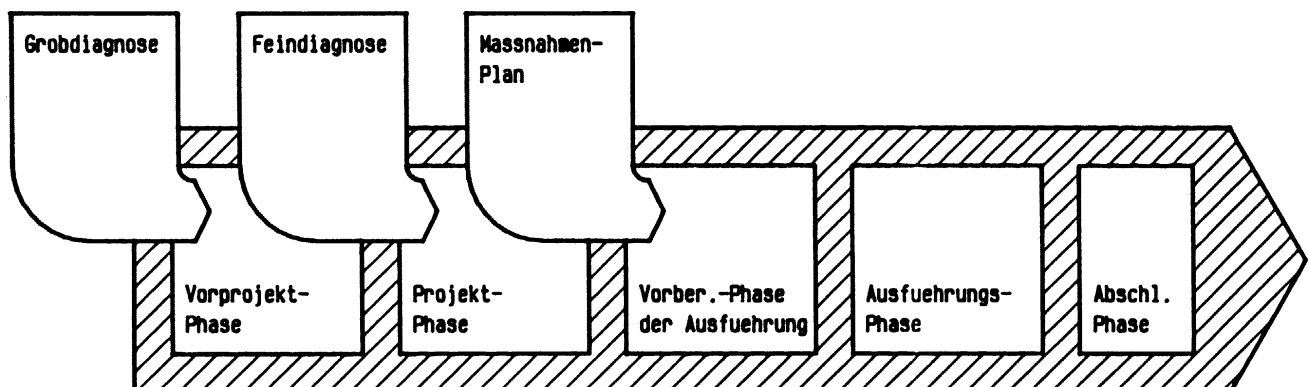 Grobdiagnose
Feindiagnose
Massnahmen-
Plan
Vorprojekt-
Phase
Projekt-
Phase
Vorber.-Phase
der Ausfuehrung
Ausfuehrungs-
Phase
Abschl.
Phase